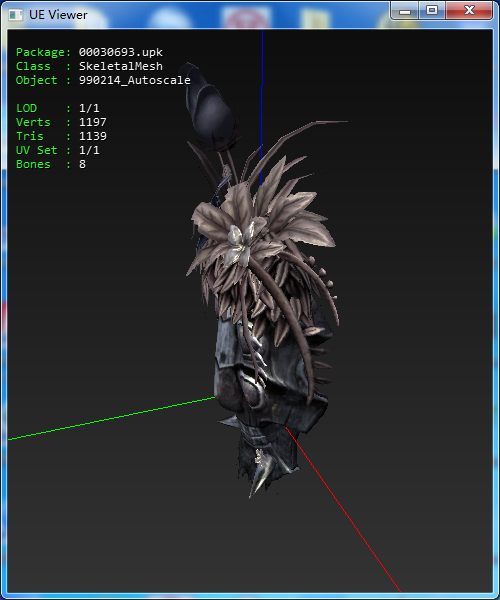 UE Viewer
Package: 00030693.upk
Class : SkeletalMesh
Object : 990214_Autoscale
LOD : 1/1
Verts : 1197
Tris : 1139
UV Set : 1/1
Bones : 8